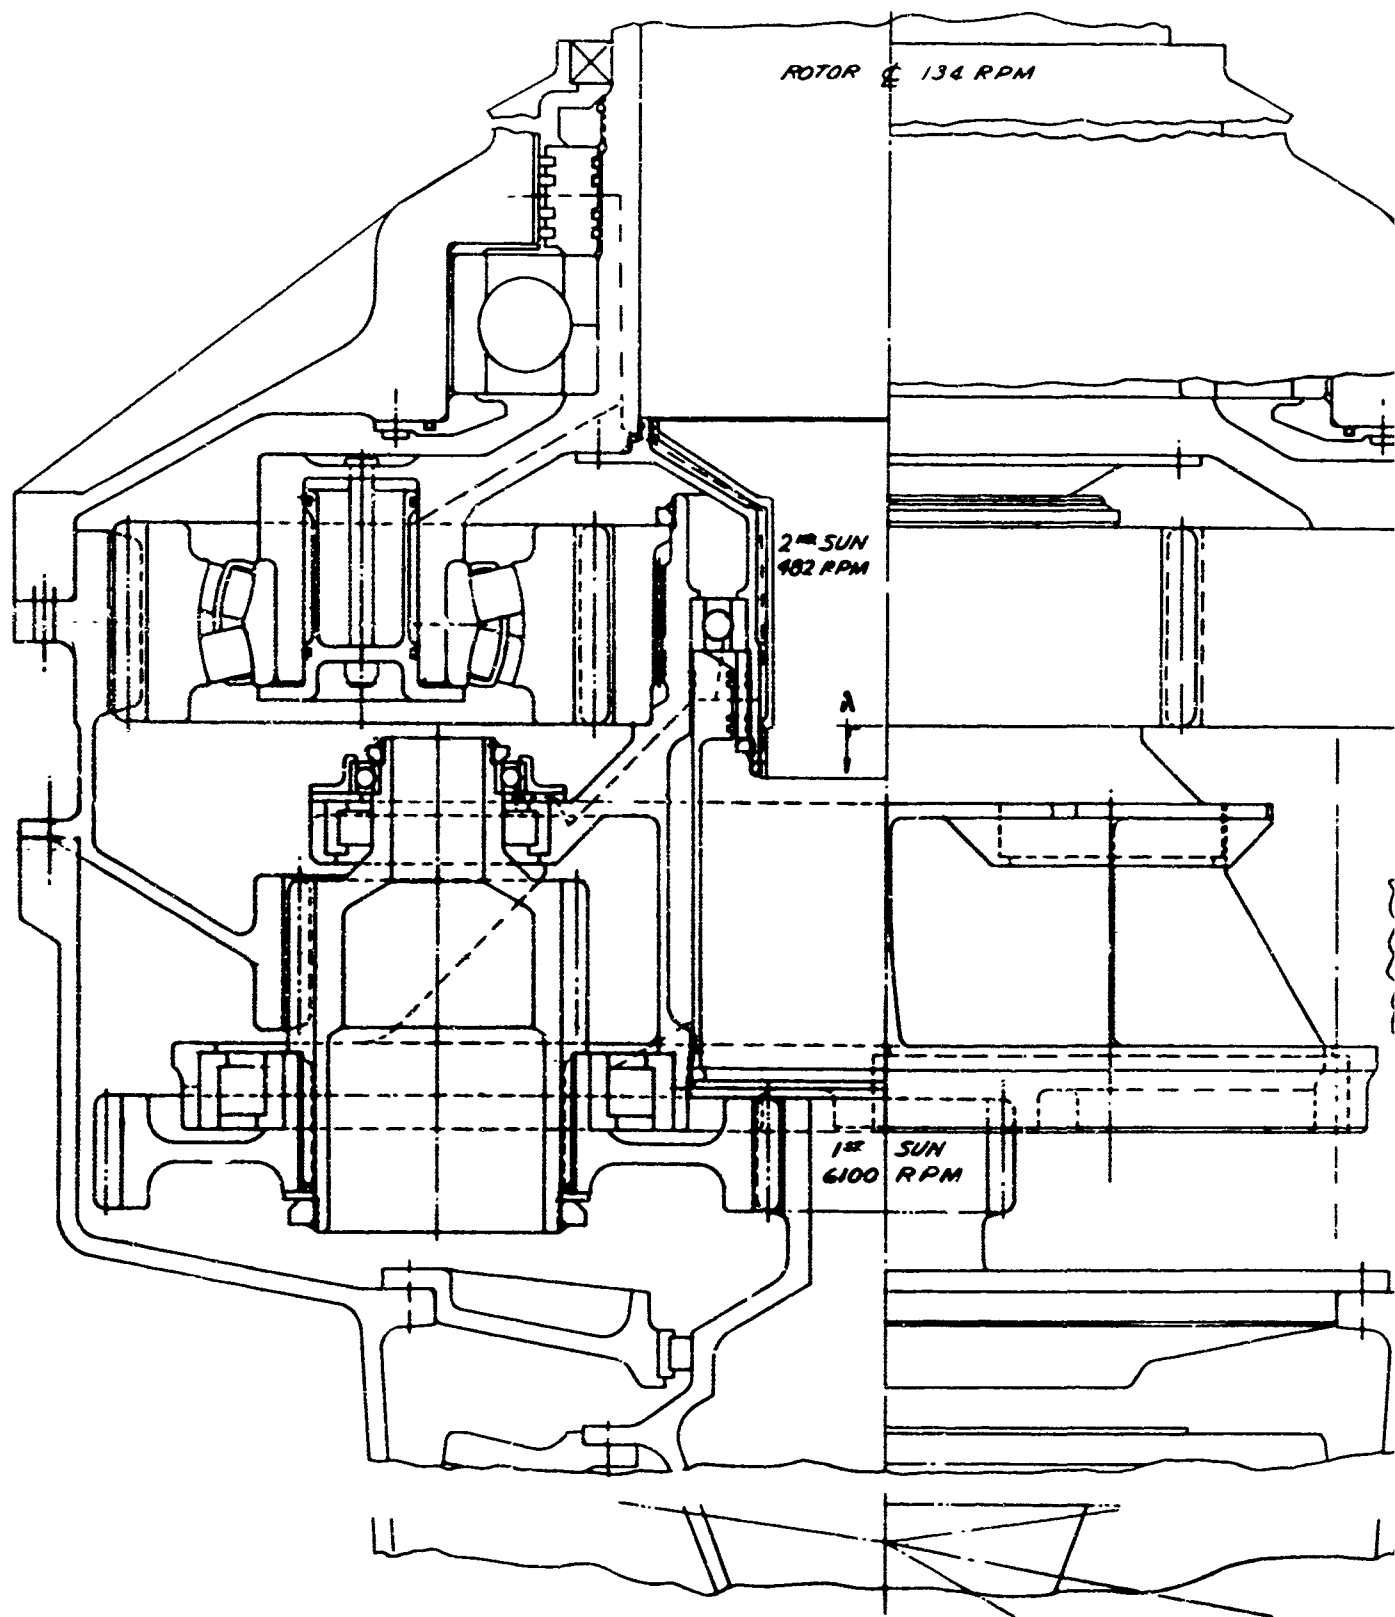 ROTOR ℄ 134 RPM
2ND SUN
482 RPM
A
1ST SUN
6100 RPM